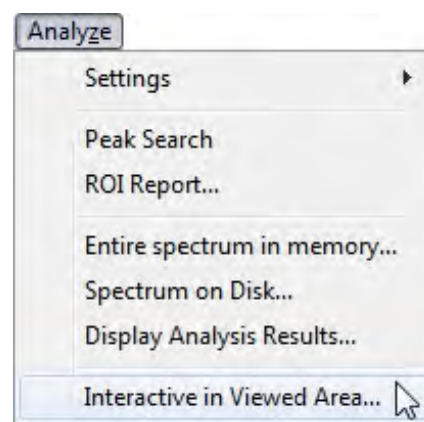 Analyze
Settings
Peak Search
ROI Report...
Entire spectrum in memory...
Spectrum on Disk...
Display Analysis Results...
Interactive in Viewed Area...